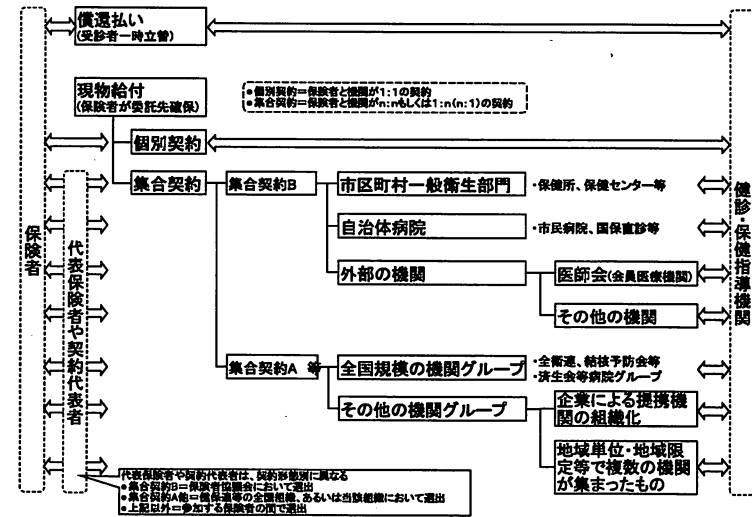 償還払い
(受診者一時立替)
現物給付
(保険者が委託先確保)
●個別契約＝保険者と機関が1:1の契約
●集合契約＝保険者と機関がn:nもしくは1:n(n:1)の契約
個別契約
集合契約
集合契約B
市区町村一般衛生部門
・保健所、保健センター等
自治体病院
・市民病院、国保直診等
外部の機関
医師会(会員医療機関)
その他の機関
集合契約A 等
全国規模の機関グループ
・全衛連、結核予防会等
・済生会等病院グループ
その他の機関グループ
企業による提携機
関の組織化
地域単位・地域限
定等で複数の機関
が集まったもの
保険者
代表保険者や契約代表者
健診・保健指導機関
代表保険者や契約代表者は、契約形態別に異なる
●集合契約B＝保険者協議会において選出
●集合契約A他＝健保連等の全国組織、あるいは当該組織において選出
●上記以外＝参加する保険者の間で選出